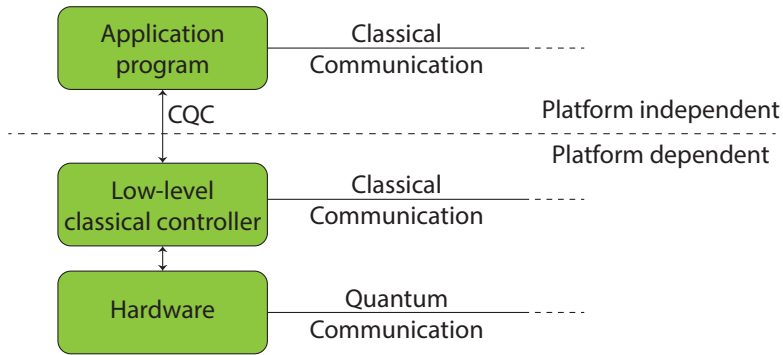 Application
program
Classical
Communication
CQC
Platform independent
Platform dependent
Low-level
classical controller
Classical
Communication
Hardware
Quantum
Communication